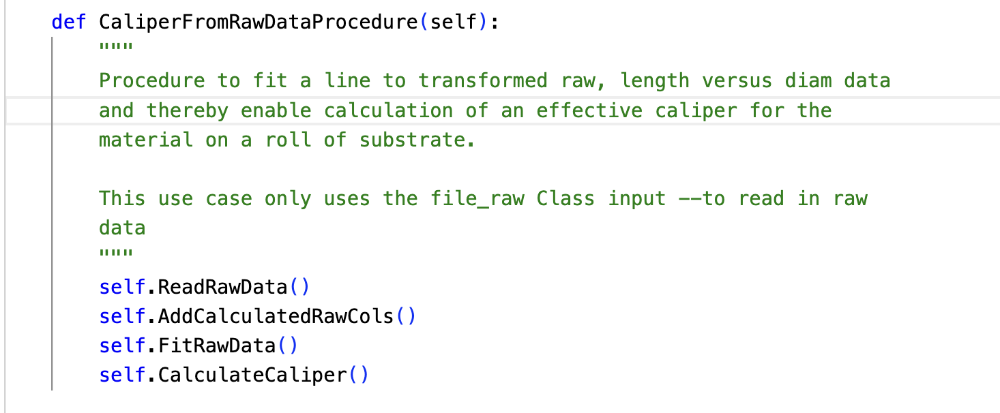 def CaliperFromRawDataProcedure(self):
"""
Procedure to fit a line to transformed raw, length versus diam data
and thereby enable calculation of an effective caliper for the
material on a roll of substrate.
This use case only uses the file_raw Class input --to read in raw
data
"""
self.ReadRawData()
self.AddCalculatedRawCols()
self.FitRawData()
self.CalculateCaliper()